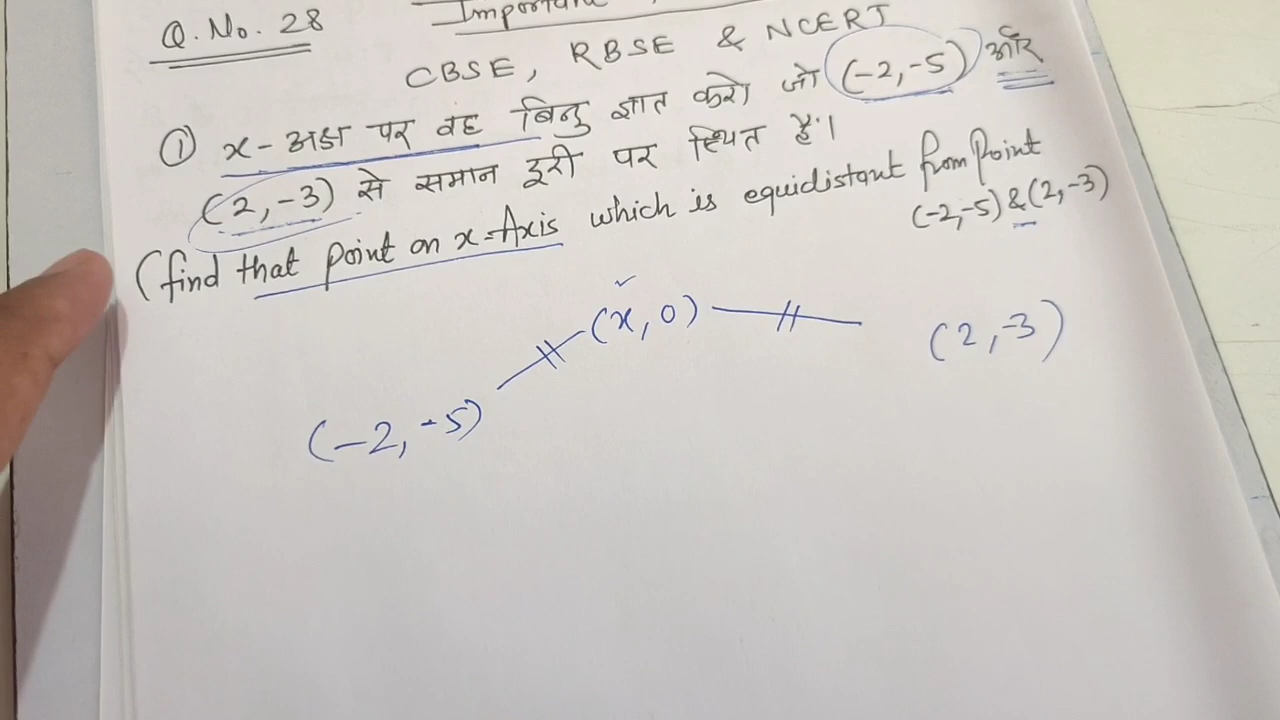 Q. No. 28
Important
CBSE, RBSE & NCERT
① x-अक्ष पर वह बिन्दु ज्ञात करो जो (-2,-5) और
(2,-3) से समान दूरी पर स्थित है।
(find that point on x-Axis which is equidistant from Point
(-2,-5) & (2,-3)
(x, 0)
(2,-3)
(-2,-5)